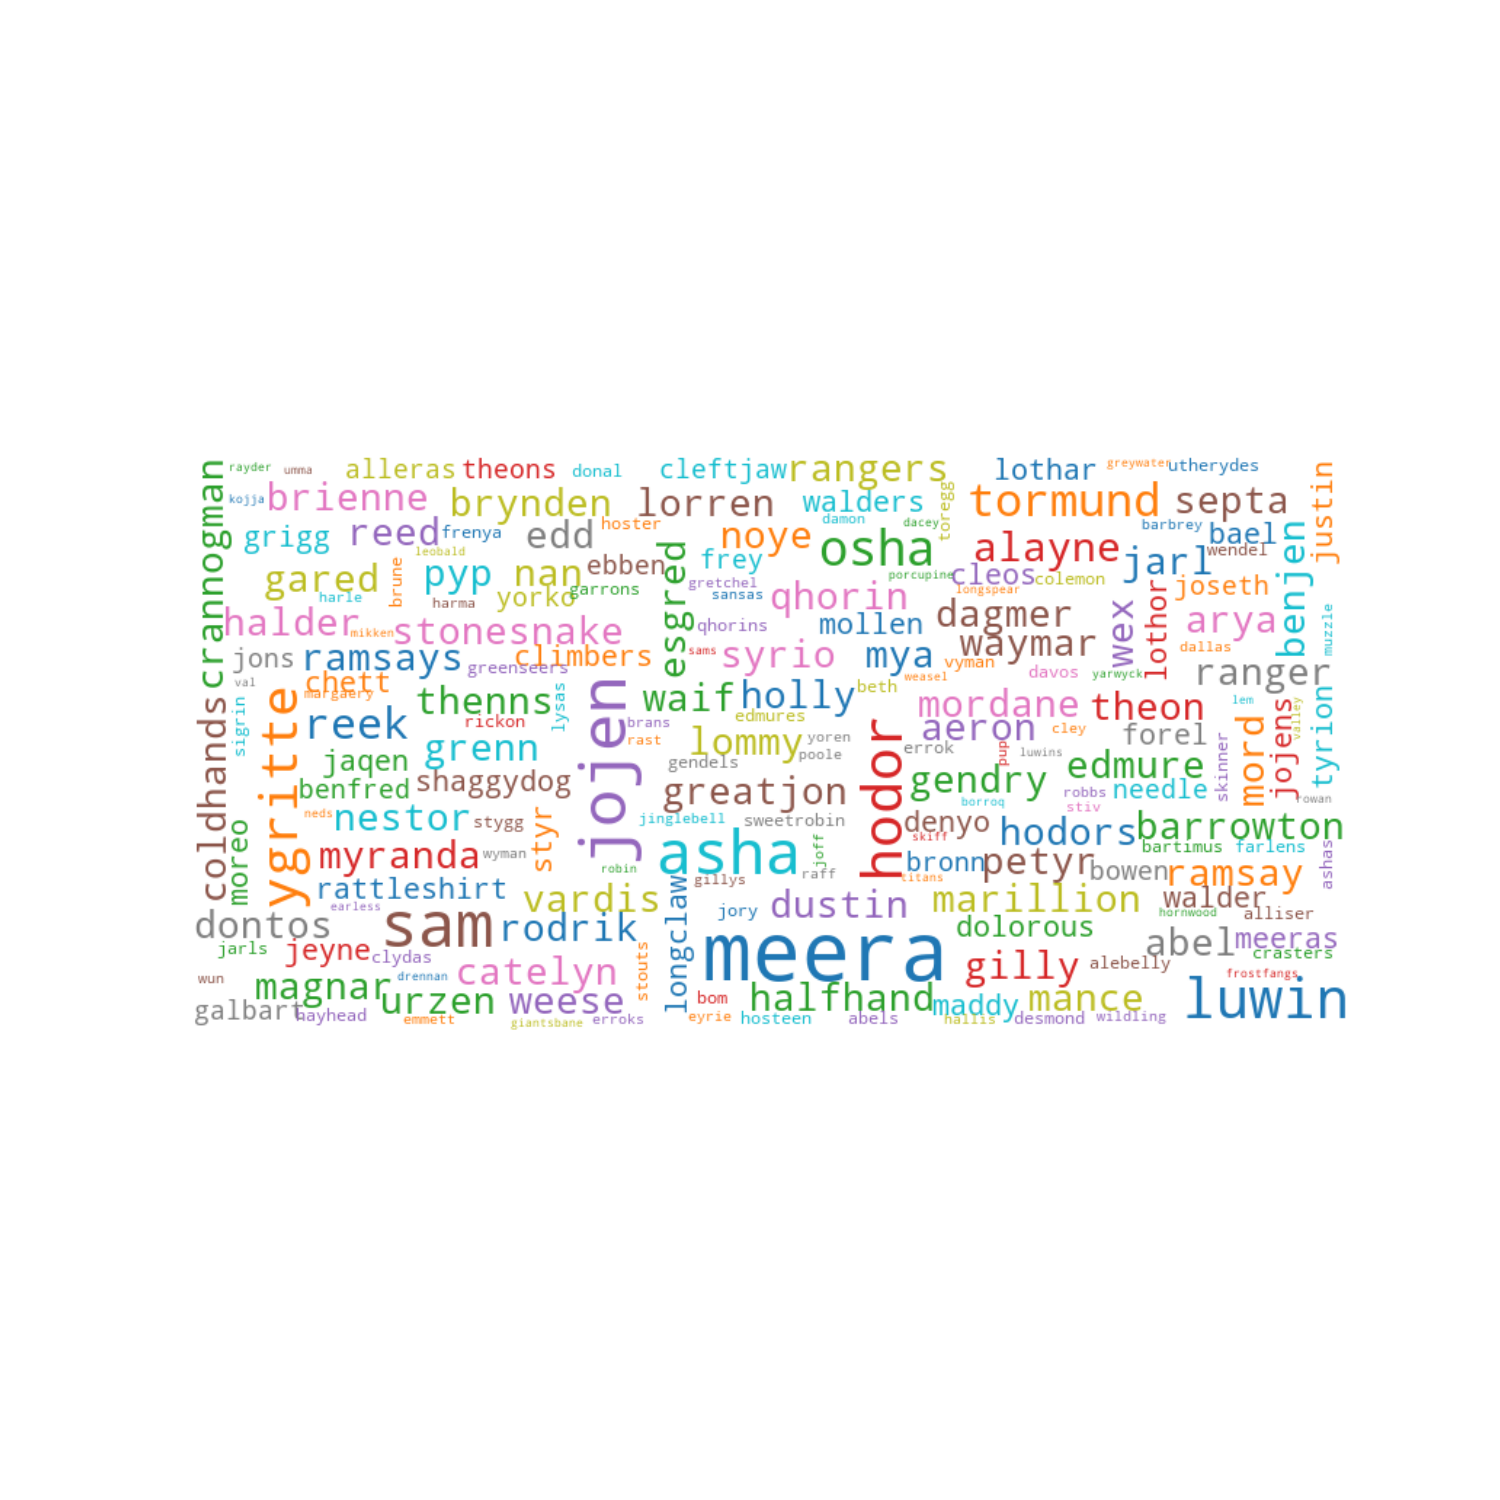 rayder umma alleras theons donal cleftjaw rangers lothar greywater utherydes
kojja brienne brynden lorren walders toregg tormund septa justin
crannogman grigg reed frenya edd hoster noye damon dacey osha alayne barbrey bael wendel jarl benjen
leobald gared harle brune pyp harma nan yorko garrons ebben esgred frey gretchel sansas porcupine cleos longspear colemon lothor joseth
halder mikken stonesnake qhorins qhorin mollen dagmer waymar wex arya dallas muzzle
jons val ramsays greenseers climbers sams syrio mya weasel vyman davos yarwyck ranger
chett margaery thenns lysas waif holly beth mordane theon lem
coldhands sigrin ygritte reek rickon jojen brans rast edmures lommy yoren poole hodor aeron errok pup luwins cley forel skinner mord jojens valley tyrion
jaqen grenn gendels
benfred shaggydog greatjon gendry borroq edmure robbs needle rowan
neds nestor stygg styr jinglebell sweetrobin denyo skiff stiv hodors barrowton
moreo myranda wyman robin asha joff raff bronn titans petyr bowen bartimus farlens ramsay ashas
rattleshirt earless vardis longclaw gillys jory dustin marillion walder hornwood alliser
dontos sam rodrik dolorous abel meeras
jarls jeyne clydas stouts meera gilly alebelly crasters
wun magnar drennan catelyn frostfangs
galbart hayhead urzen emmett weese giantsbane erroks bom eyrie halfhand hosteen abels maddy hallis mance desmond wildling luwin